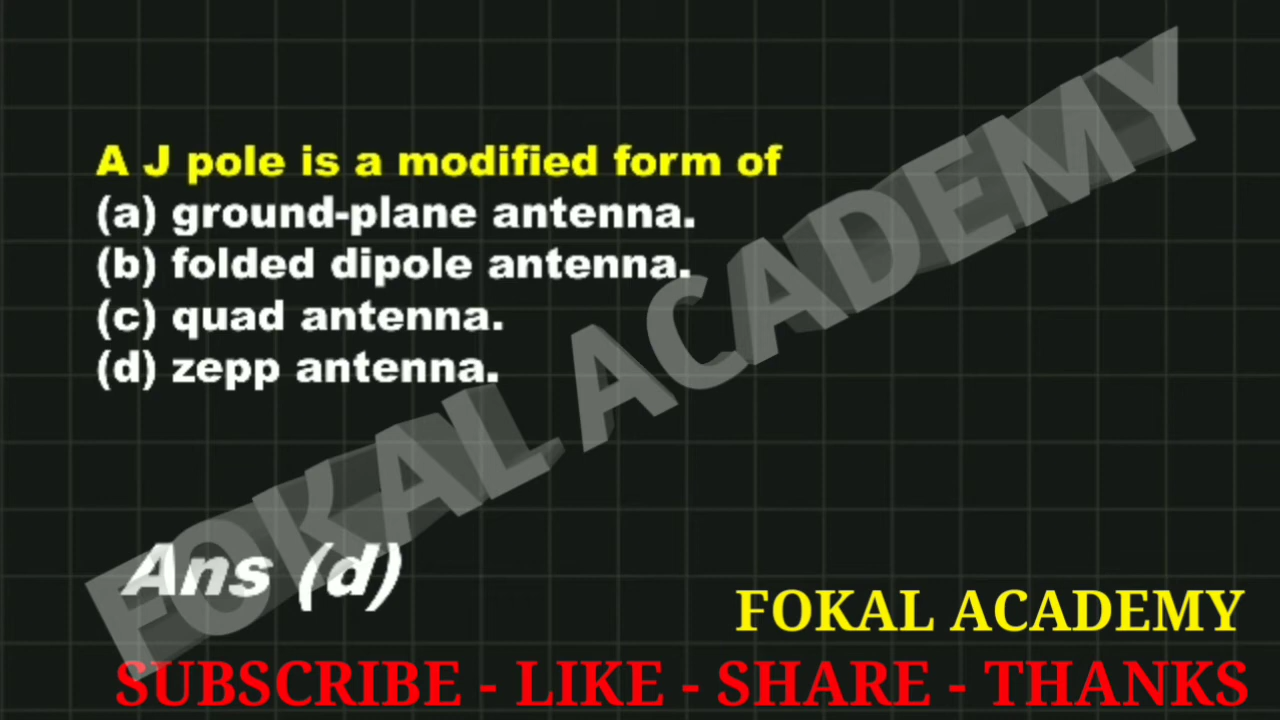 A J pole is a modified form of
(a) ground-plane antenna.
(b) folded dipole antenna.
(c) quad antenna.
(d) zepp antenna.
FOKAL ACADEMY
Ans (d)
FOKAL ACADEMY
SUBSCRIBE - LIKE - SHARE - THANKS